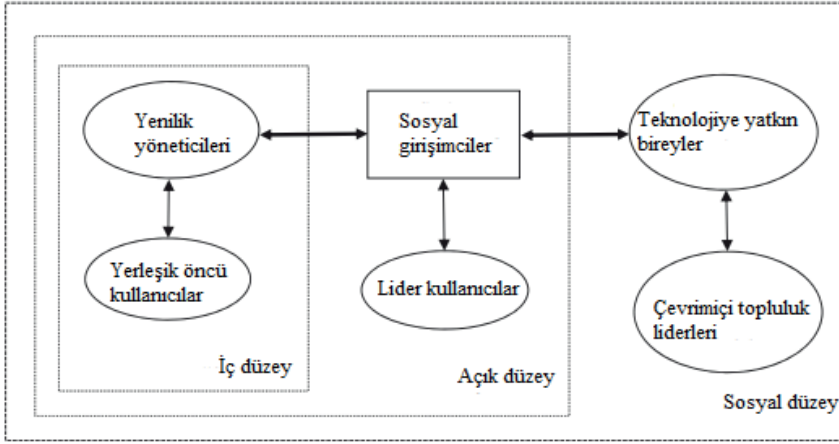 Yenilik
yöneticileri
Sosyal
girişimciler
Teknolojiye yatkın
bireyler
Yerleşik öncü
kullanıcılar
Lider kullanıcılar
Çevrimiçi topluluk
liderleri
İç düzey
Açık düzey
Sosyal düzey